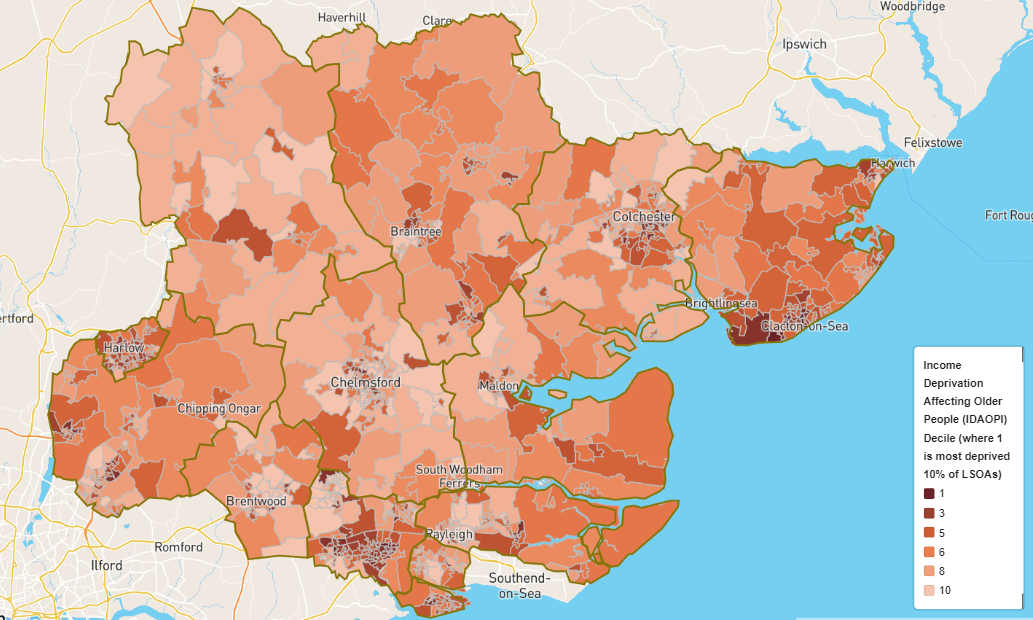 Woodbridge
Haverhill
Clare
Ipswich
Felixstowe
Harwich
Fort Roug
Colchester
Braintree
Brightlingsea
Clacton-on-Sea
ertford
Harlow
Chelmsford
Maldon
Chipping Ongar
South Woodham
Ferrers
Brentwood
Rayleigh
Romford
Ilford
Southend-
on-Sea
Income
Deprivation
Affecting Older
People (IDAOPI)
Decile (where 1
is most deprived
10% of LSOAs)
1
3
5
6
8
10